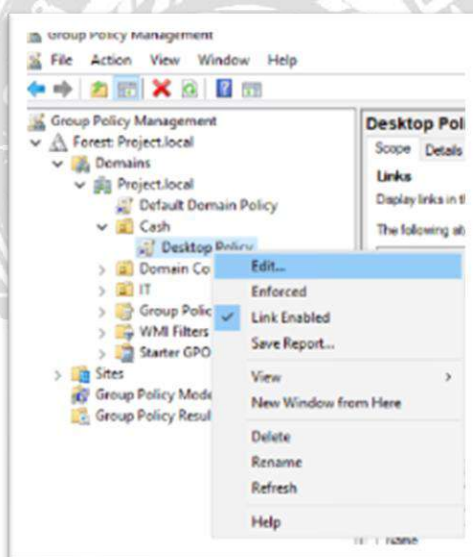 Group Policy Management
File Action View Window Help
Group Policy Management
Forest: Project.local
Domains
Project.local
Default Domain Policy
Cash
Desktop Policy
Domain Co
IT
Group Polic
WMI Filters
Starter GPO
Sites
Group Policy Mode
Group Policy Resul
Desktop Poli
Scope Details
Links
Display links in t
The following
Edit...
Enforced
Link Enabled
Save Report...
View
New Window from Here
Delete
Rename
Refresh
Help
Name